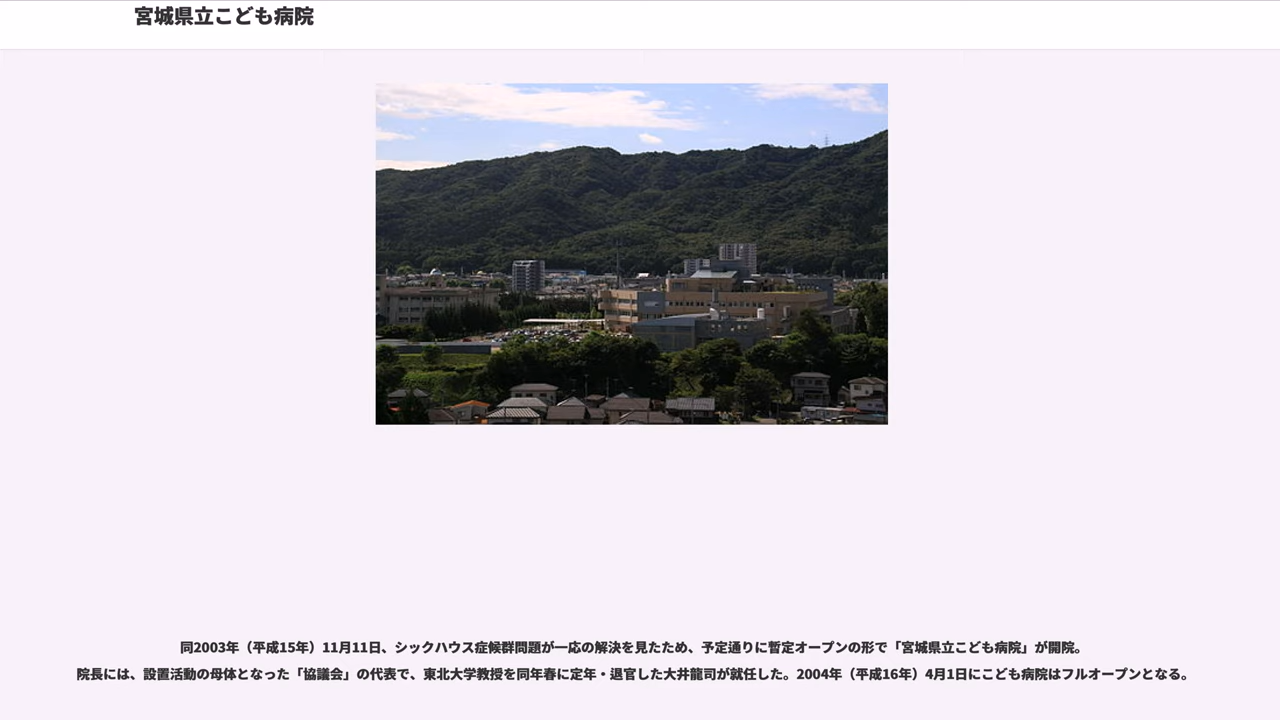 宮城県立こども病院
同2003年（平成15年）11月11日、シックハウス症候群問題が一応の解決を見たため、予定通りに暫定オープンの形で「宮城県立こども病院」が開院。
院長には、設置活動の母体となった「協議会」の代表で、東北大学教授を同年春に定年・退官した大井龍司が就任した。2004年（平成16年）4月1日にこども病院はフルオープンとなる。